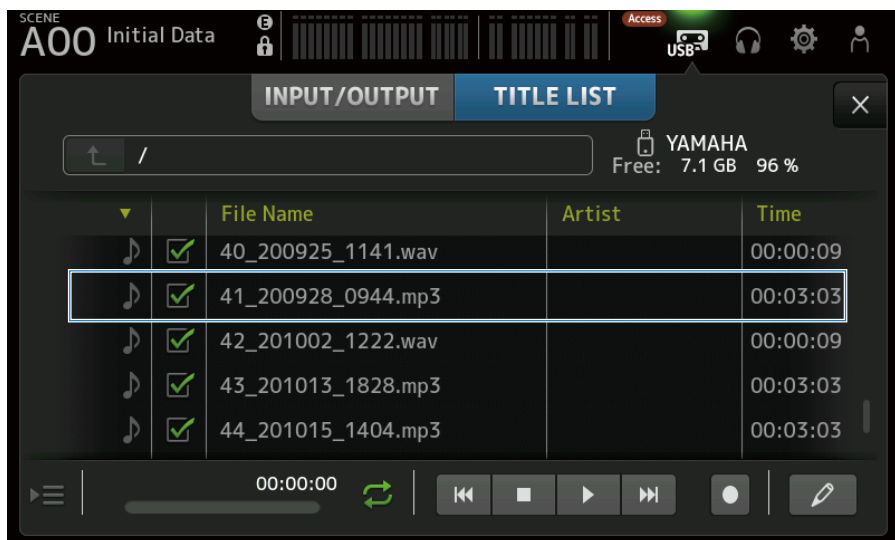 SCENE
A00 Initial Data
E
Access
USB
INPUT/OUTPUT TITLE LIST
/
YAMAHA
Free: 7.1 GB 96 %
File Name Artist Time
40_200925_1141.wav 00:00:09
41_200928_0944.mp3 00:03:03
42_201002_1222.wav 00:00:09
43_201013_1828.mp3 00:03:03
44_201015_1404.mp3 00:03:03
00:00:00